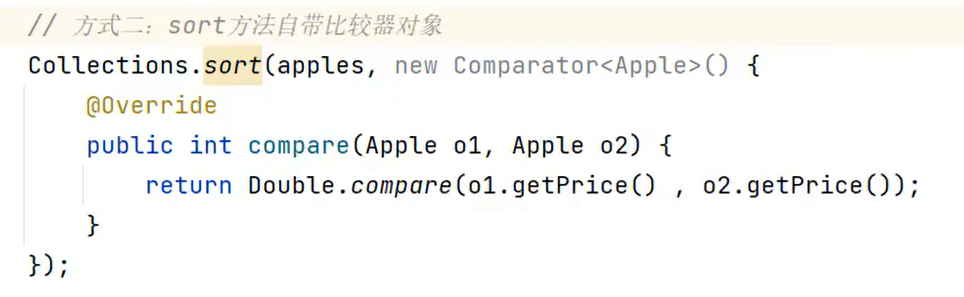 // 方式二：sort方法自带比较器对象
Collections.sort(apples, new Comparator<Apple>() {
@Override
public int compare(Apple o1, Apple o2) {
return Double.compare(o1.getPrice() , o2.getPrice());
}
});